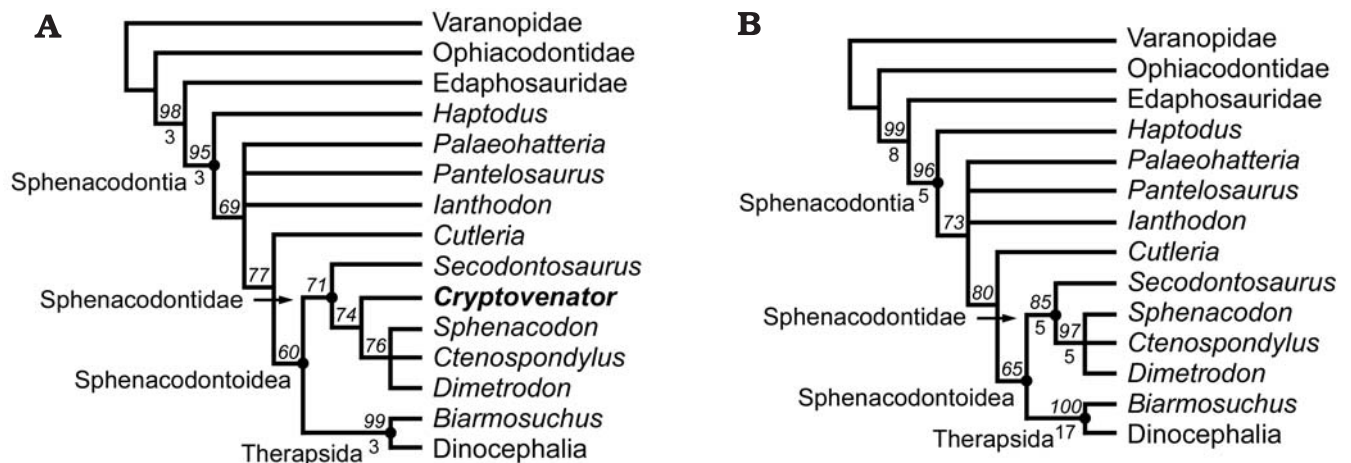 A
Varanopidae
Ophiacodontidae
Edaphosauridae
98
3
Haptodus
95
Sphenacodontia 3
Palaeohatteria
Pantelosaurus
Ianthodon
69
Cutleria
77
Secodontosaurus
71
Sphenacodontidae
Cryptovenator
74
Sphenacodon
76
Ctenospondylus
60
Sphenacodontoidea
Dimetrodon
Biarmosuchus
99
Therapsida 3
Dinocephalia
B
Varanopidae
Ophiacodontidae
Edaphosauridae
99
8
Haptodus
96
Sphenacodontia 5
Palaeohatteria
Pantelosaurus
Ianthodon
73
Cutleria
80
Secodontosaurus
85
Sphenacodontidae
5
Sphenacodon
97
5
Ctenospondylus
65
Dimetrodon
Sphenacodontoidea
Biarmosuchus
100
Therapsida 17
Dinocephalia